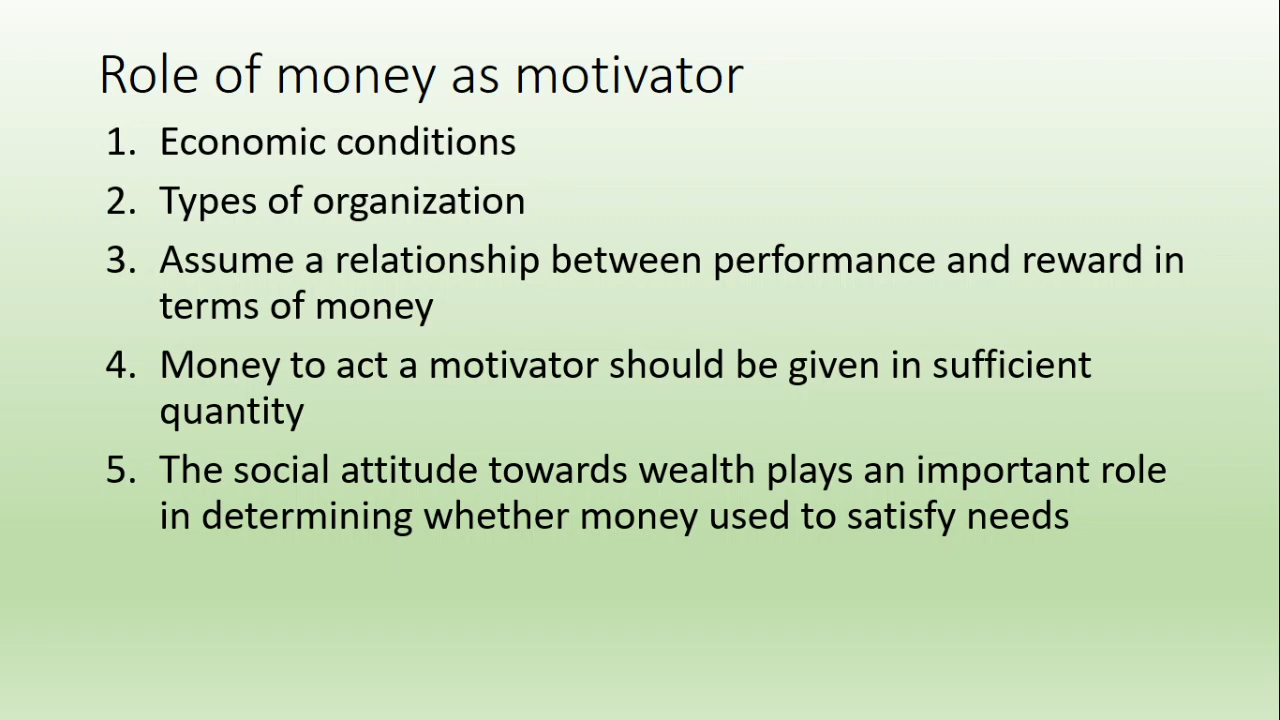 Role of money as motivator
1. Economic conditions
2. Types of organization
3. Assume a relationship between performance and reward in
terms of money
4. Money to act a motivator should be given in sufficient
quantity
5. The social attitude towards wealth plays an important role
in determining whether money used to satisfy needs